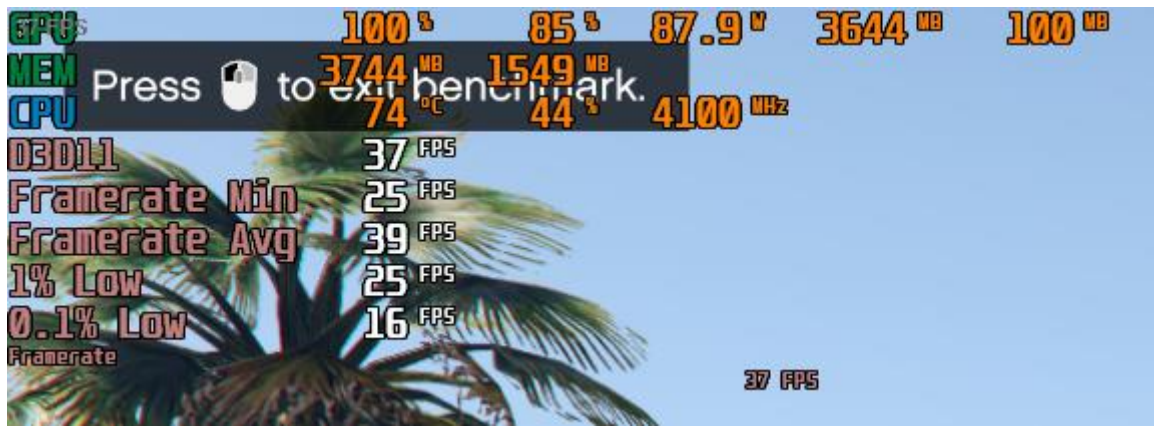 37 FPS
GPU 100 % 85 % 87.9 W 3644 MB 100 MB
MEM 3744 MB 1549 MB
Press to exit benchmark.
CPU 74 °C 44 % 4100 MHz
D3D11 37 FPS
Framerate Min 25 FPS
Framerate Avg 39 FPS
1% Low 25 FPS
0.1% Low 16 FPS
Framerate
37 FPS